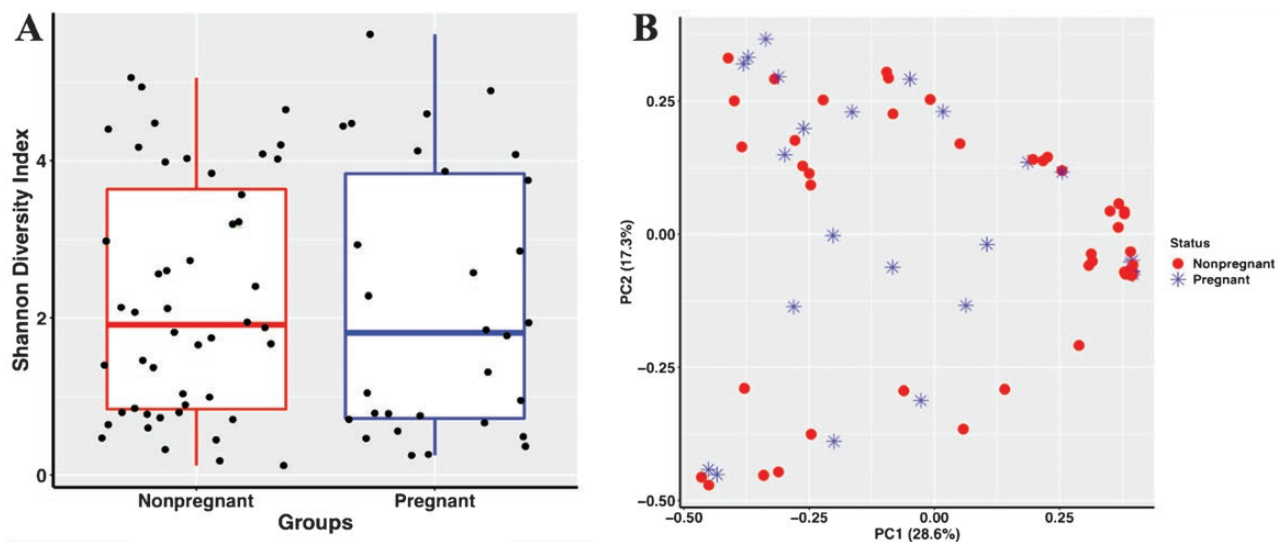 A
Shannon Diversity Index
4
2
0
Nonpregnant
Pregnant
Groups
B
PC2 (17.3%)
0.25
0.00
−0.25
−0.50
−0.50
−0.25
0.00
0.25
PC1 (28.6%)
Status
Nonpregnant
Pregnant